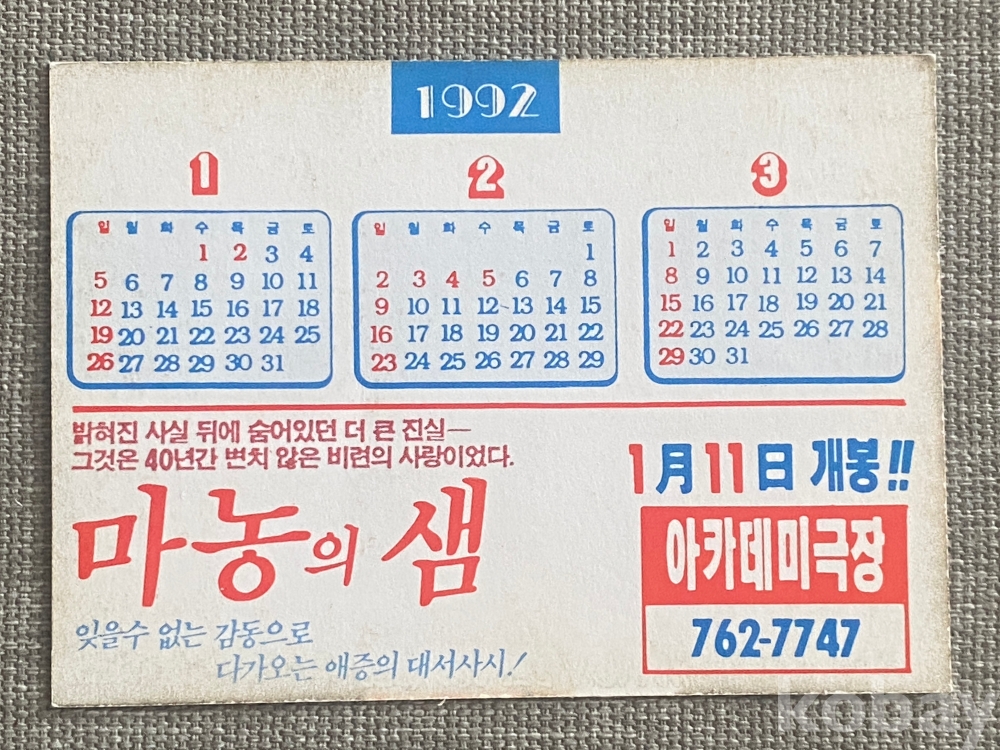 1992
1 2 3
일 월 화 수 목 금 토
1 2 3 4
5 6 7 8 9 10 11
12 13 14 15 16 17 18
19 20 21 22 23 24 25
26 27 28 29 30 31
일 월 화 수 목 금 토
1
2 3 4 5 6 7 8
9 10 11 12 13 14 15
16 17 18 19 20 21 22
23 24 25 26 27 28 29
일 월 화 수 목 금 토
1 2 3 4 5 6 7
8 9 10 11 12 13 14
15 16 17 18 19 20 21
22 23 24 25 26 27 28
29 30 31
밝혀진 사실 뒤에 숨어있던 더 큰 진실—
그것은 40년간 변치 않은 비련의 사랑이었다.
마농의 샘
잊을수 없는 감동으로
다가오는 애증의 대서사시!
1月11日 개봉!!
아카데미극장
762-7747
kobay